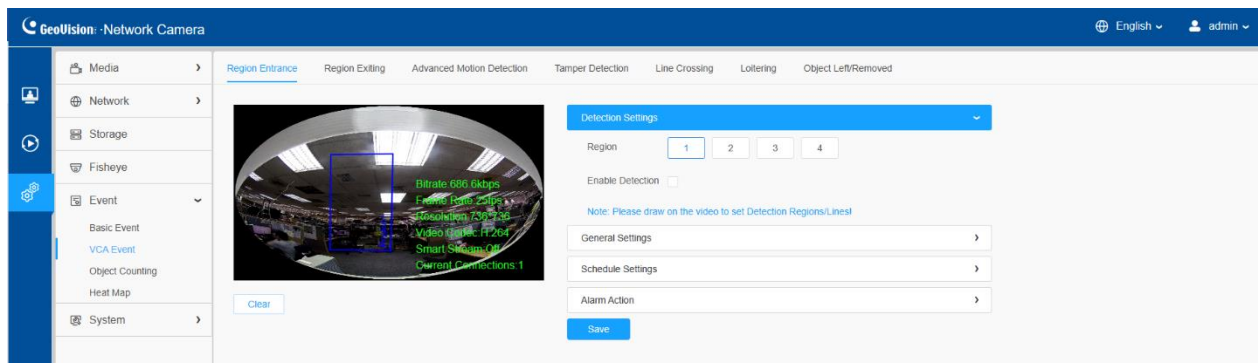 GeoVision: -Network Camera
English
admin
Media
Network
Storage
Fisheye
Event
Basic Event
VCA Event
Object Counting
Heat Map
System
Region Entrance Region Exiting Advanced Motion Detection Tamper Detection Line Crossing Loitering Object Left/Removed
Bitrate:686.6kbps
Frame Rate:25fps
Resolution:736*736
Video Codec:H.264
Smart Stream:Off
Current Connections:1
Clear
Detection Settings
Region 1 2 3 4
Enable Detection
Note: Please draw on the video to set Detection Regions/Lines!
General Settings
Schedule Settings
Alarm Action
Save